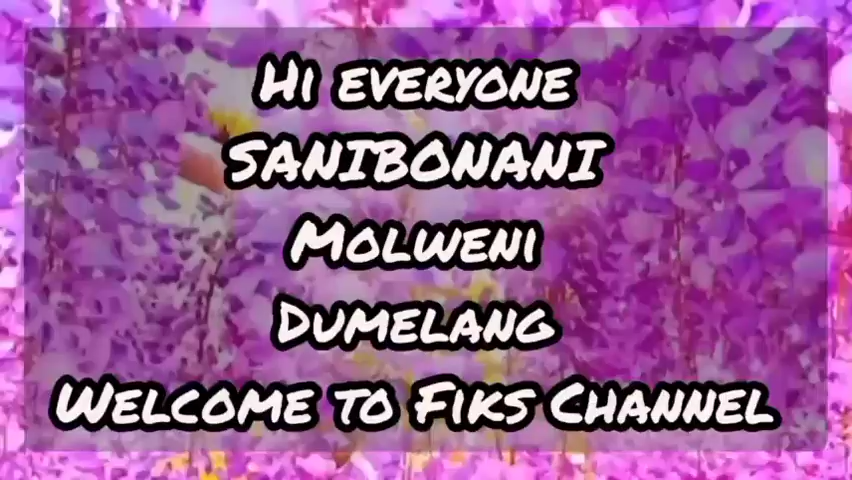 Hi everyone
SANIBONANI
Molweni
Dumelang
Welcome to Fiks Channel